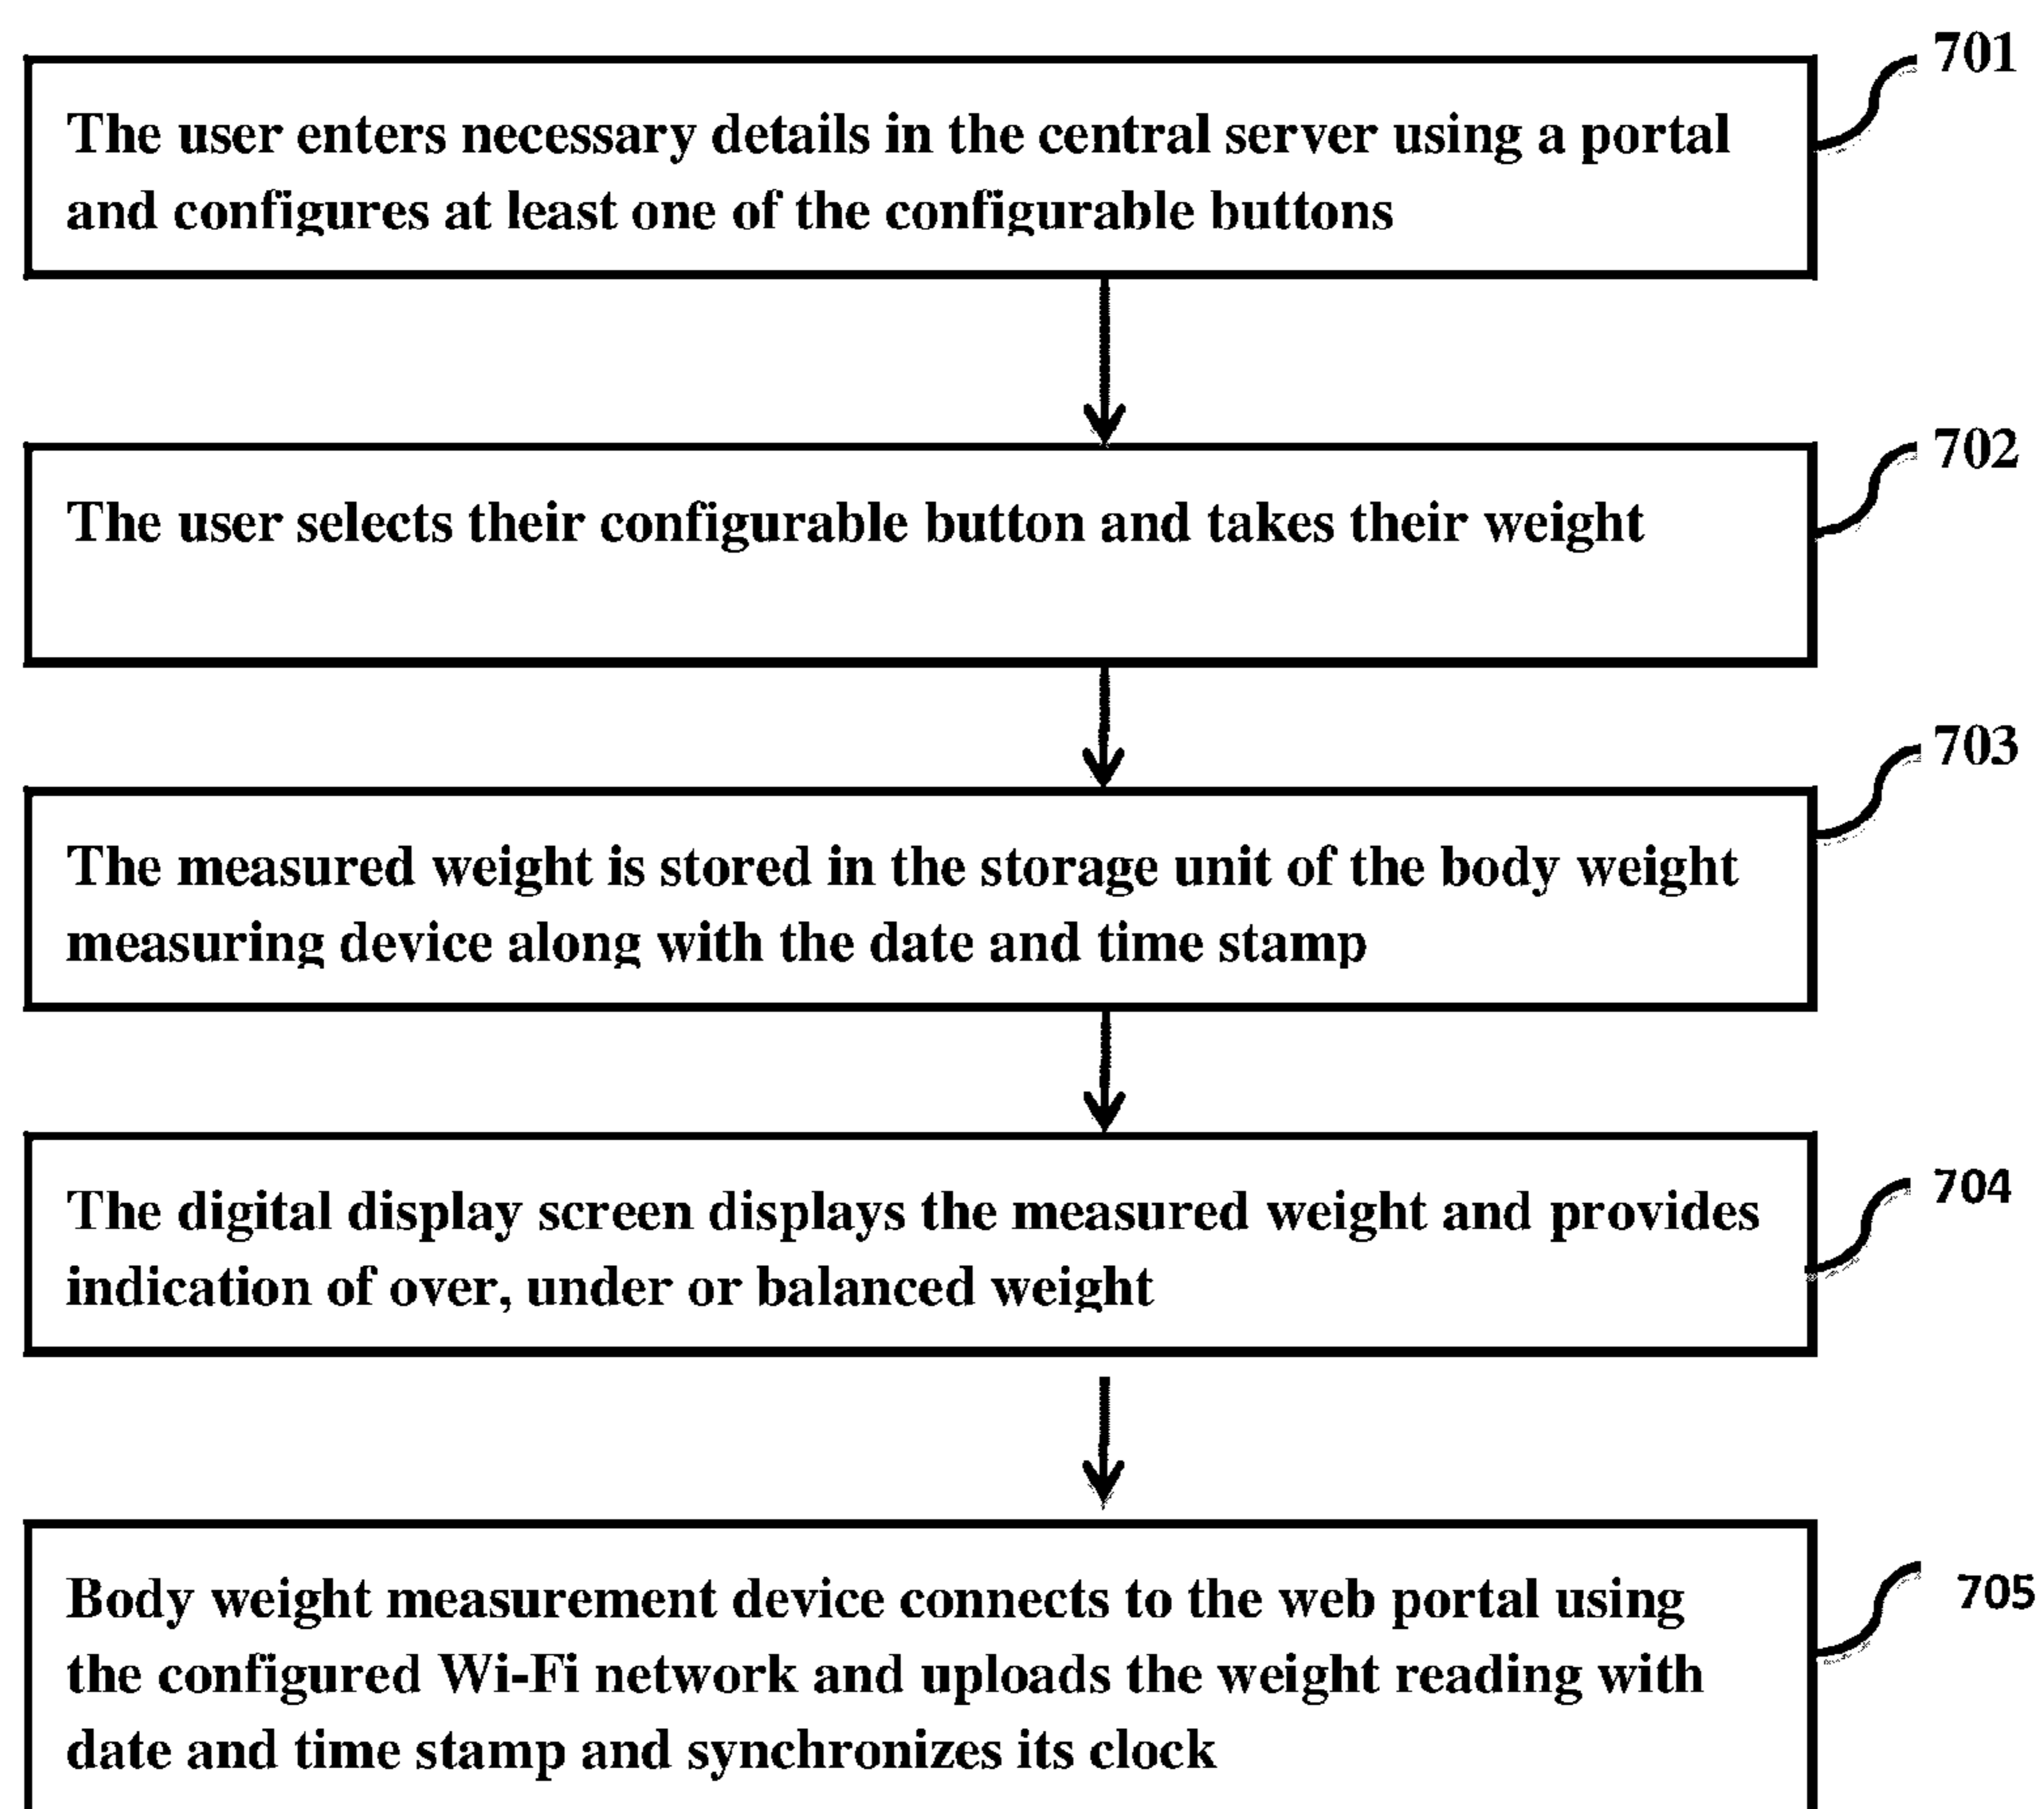 701
The user enters necessary details in the central server using a portal
and configures at least one of the configurable buttons
702
The user selects their configurable button and takes their weight
703
The measured weight is stored in the storage unit of the body weight
measuring device along with the date and time stamp
704
The digital display screen displays the measured weight and provides
indication of over, under or balanced weight
705
Body weight measurement device connects to the web portal using
the configured Wi-Fi network and uploads the weight reading with
date and time stamp and synchronizes its clock